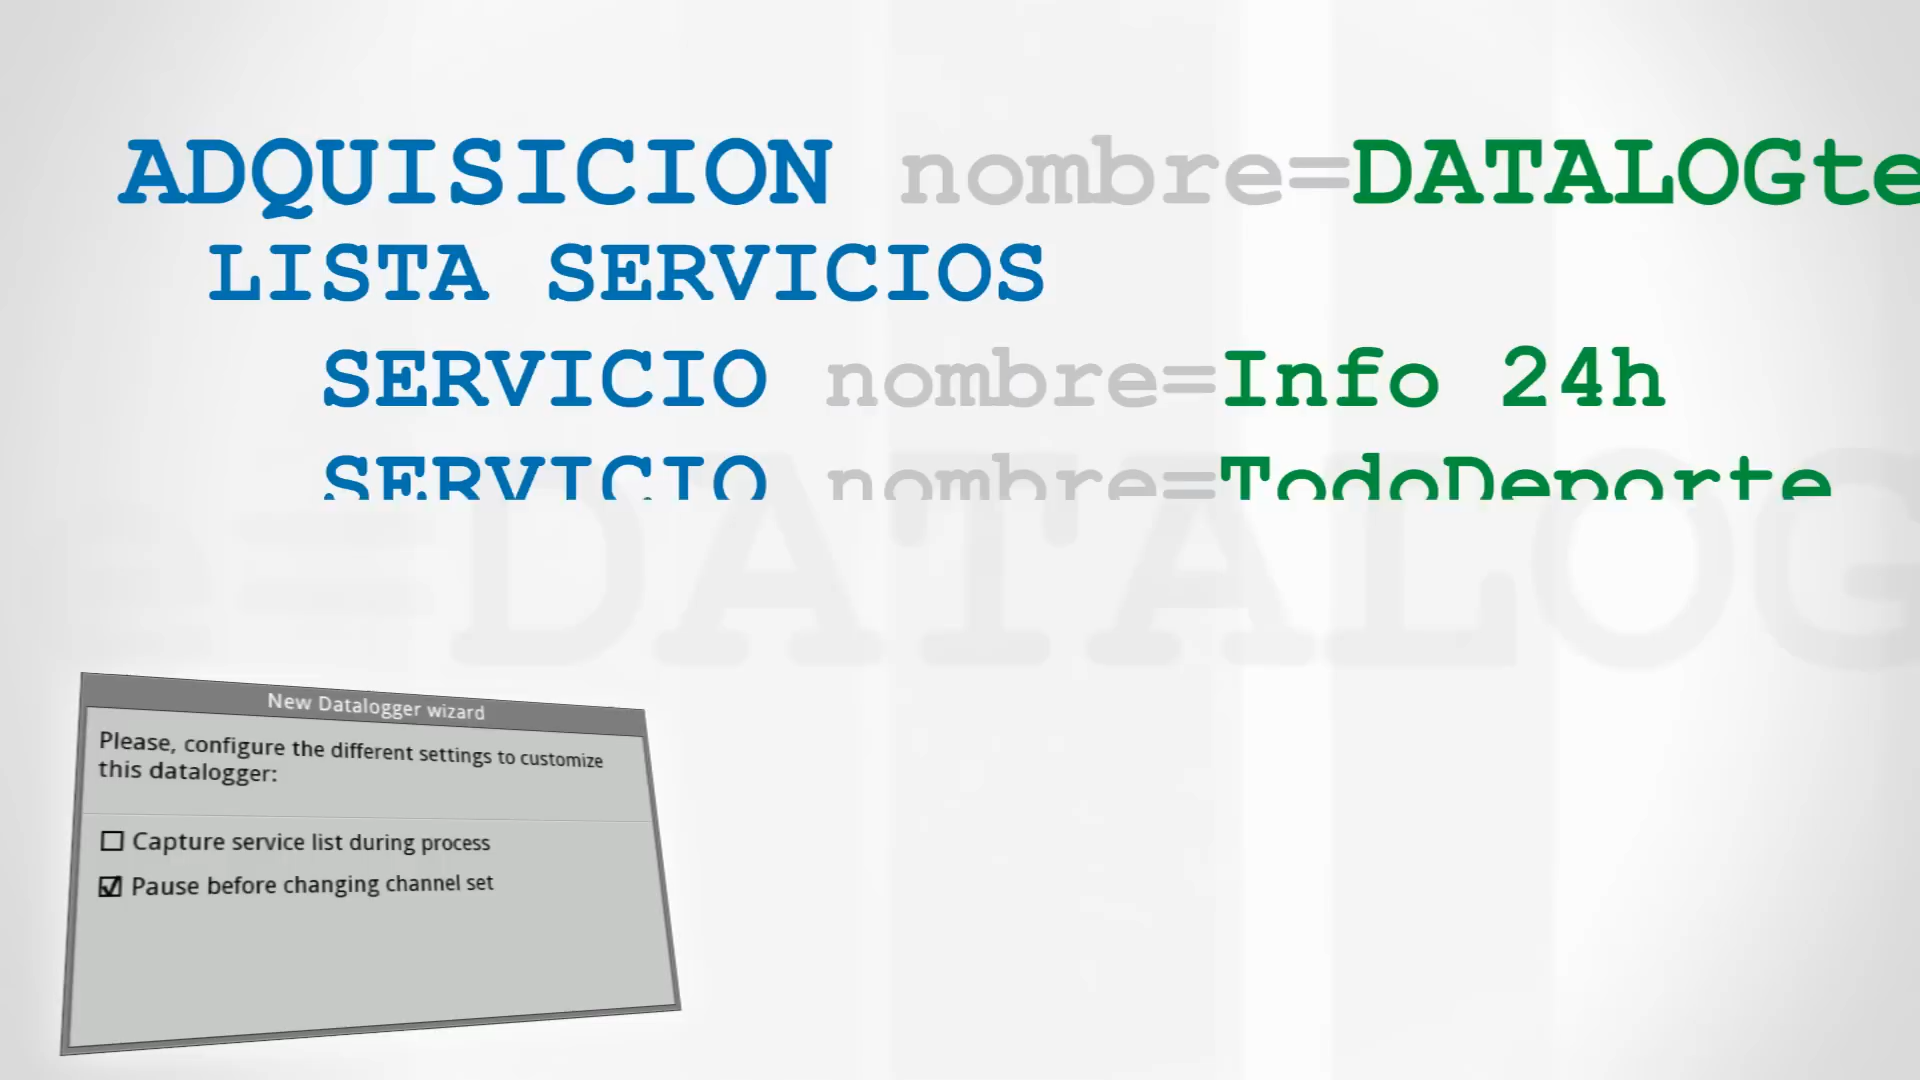 ADQUISICION nombre=DATALOGte
LISTA SERVICIOS
SERVICIO nombre=Info 24h
SERVICIO nombre=TodoDeporte
e=DATALOG
New Datalogger wizard
Please, configure the different settings to customize
this datalogger:
Capture service list during process
Pause before changing channel set